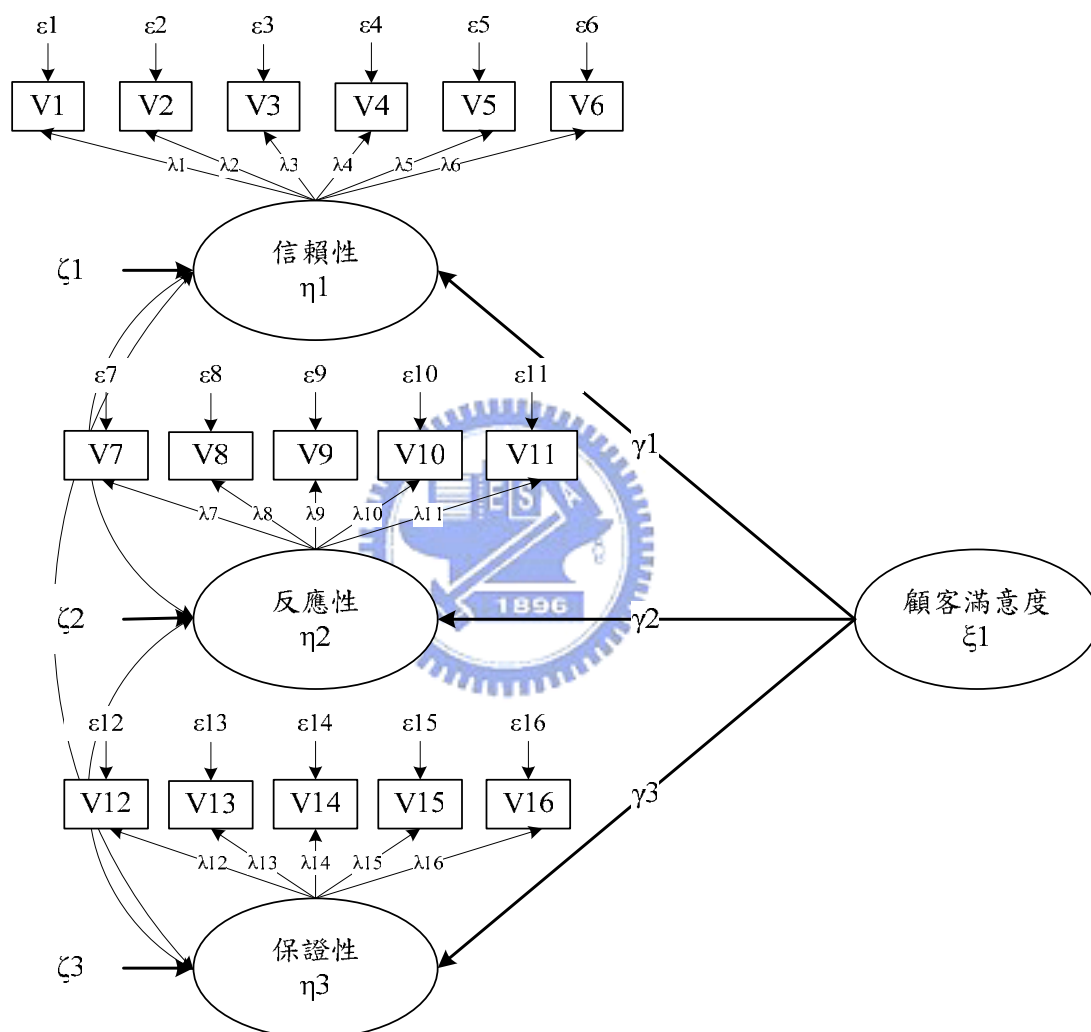 ε1 ε2 ε3 ε4 ε5 ε6
V1 V2 V3 V4 V5 V6
λ1 λ2 λ3 λ4 λ5 λ6
信賴性
ζ1
η1
ε7 ε8 ε9 ε10 ε11
V7 V8 V9 V10 V11
γ1
E S A
λ7 λ8 λ9 λ10 λ11
1896
反應性
ζ2
η2
γ2
顧客滿意度
ξ1
ε12 ε13 ε14 ε15 ε16
V12 V13 V14 V15 V16
γ3
λ12 λ13 λ14 λ15 λ16
保證性
ζ3
η3